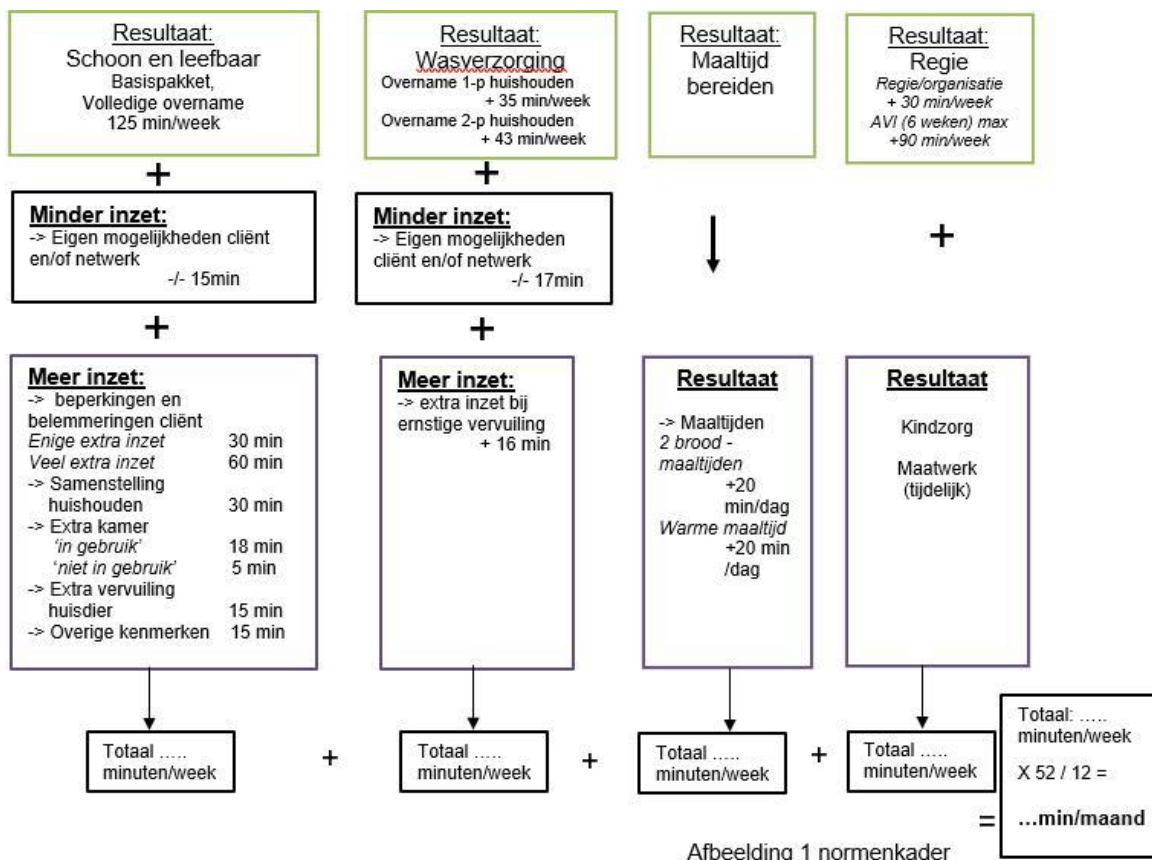 Resultaat:
Schoon en leefbaar
Basispakket,
Volledige overname
125 min/week
+
Minder inzet:
-> Eigen mogelijkheden cliënt
en/of netwerk
-/- 15min
+
Meer inzet:
-> beperkingen en
belemmeringen cliënt
Enige extra inzet 30 min
Veel extra inzet 60 min
-> Samenstelling
huishouden 30 min
-> Extra kamer
'in gebruik' 18 min
'niet in gebruik' 5 min
-> Extra vervuiling
huisdier 15 min
-> Overige kenmerken 15 min
Totaal .....
minuten/week
+
Resultaat:
Wasverzorging
Overname 1-p huishouden
+ 35 min/week
Overname 2-p huishouden
+ 43 min/week
+
Minder inzet:
-> Eigen mogelijkheden
cliënt en/of netwerk
-/- 17min
+
Meer inzet:
-> extra inzet bij
ernstige vervuiling
+ 16 min
Totaal .....
minuten/week
+
Resultaat:
Maaltijd
bereiden
Resultaat
-> Maaltijden
2 brood -
maaltijden
+20
min/dag
Warme maaltijd
+20 min
/dag
Totaal .....
minuten/week
+
Resultaat:
Regie
Regie/organisatie
+ 30 min/week
AVI (6 weken) max
+90 min/week
+
Resultaat
Kindzorg
Maatwerk
(tijdelijk)
Totaal .....
minuten/week
=
Totaal: .....
minuten/week
X 52 / 12 =
...min/maand
Afbeelding 1 normenkader